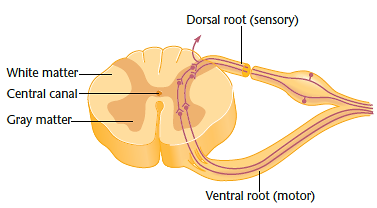 Dorsal root (sensory)
White matter
Central canal
Gray matter
Ventral root (motor)